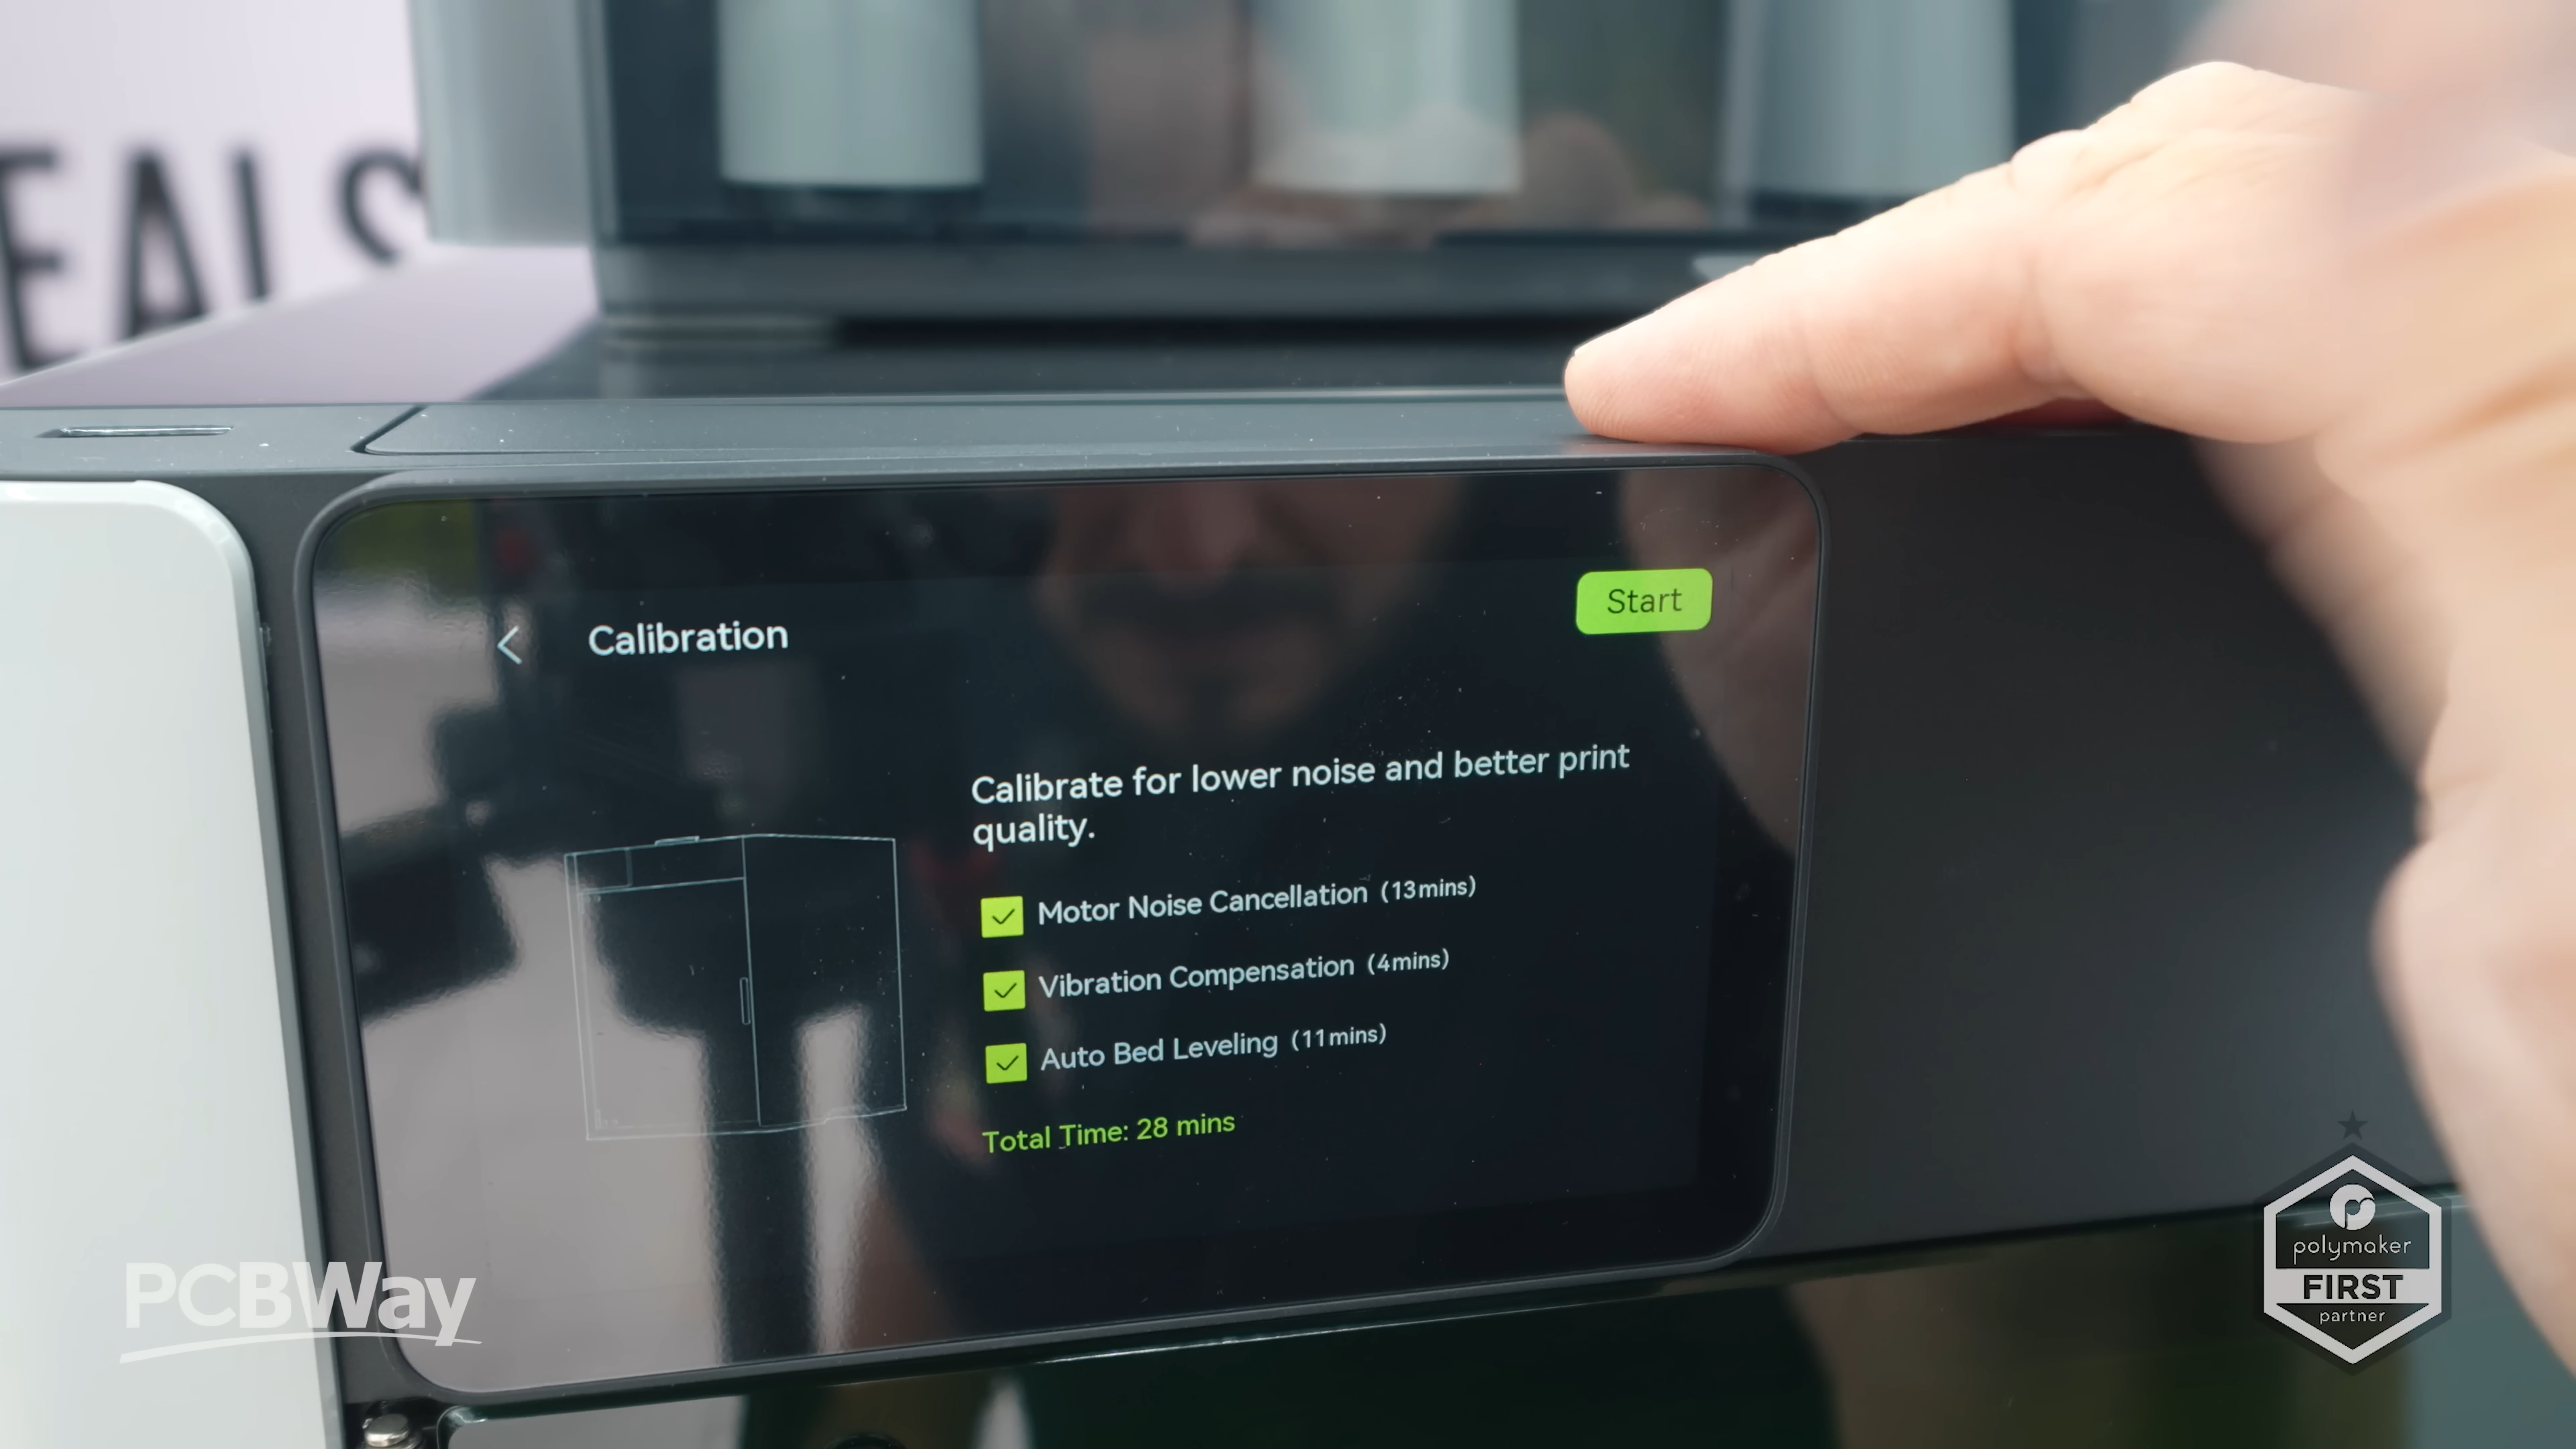 EALS
Calibration
Start
Calibrate for lower noise and better print
quality.
Motor Noise Cancellation (13mins)
Vibration Compensation (4mins)
Auto Bed Leveling (11mins)
Total Time: 28 mins
PCBWay
polymaker
FIRST
partner